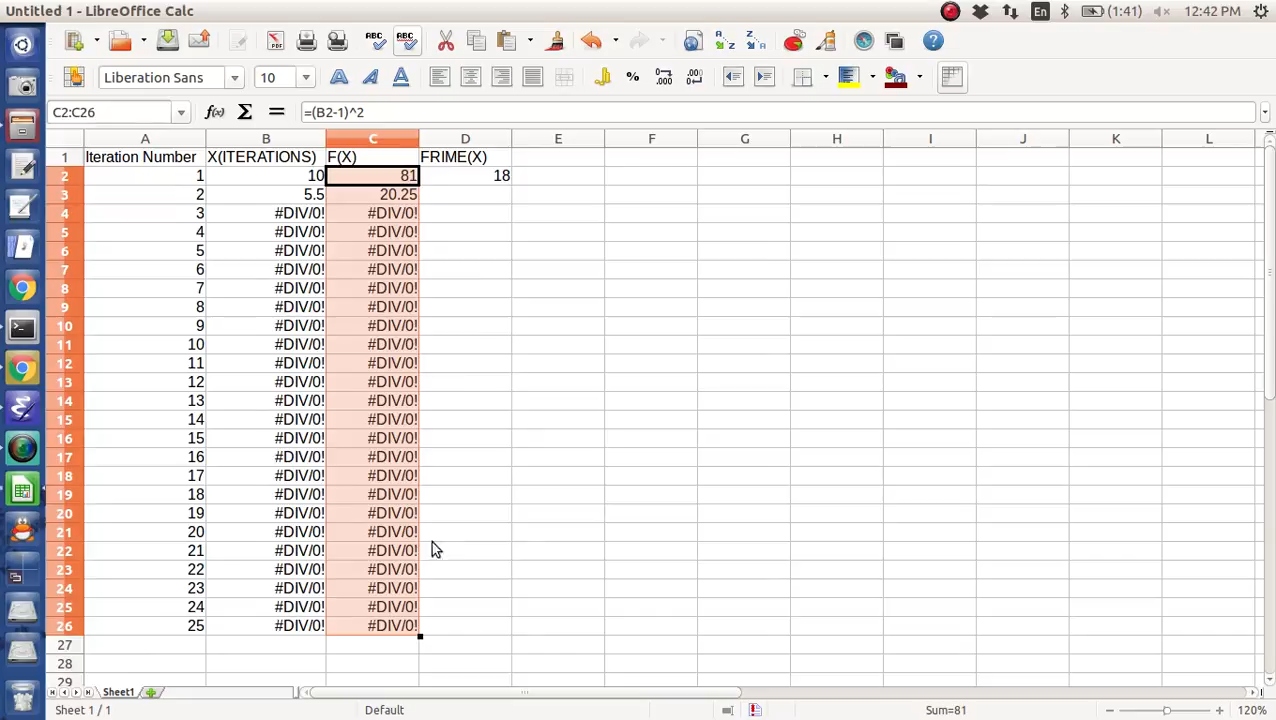 Untitled 1 - LibreOffice Calc
En (1:41) 12:42 PM
Liberation Sans 10
C2:C26 =(B2-1)^2
A B C D E F G H I J K L
1 Iteration Number X(ITERATIONS) F(X) FRIME(X)
2 1 10 81 18
3 2 5.5 20.25
4 3 #DIV/0! #DIV/0!
5 4 #DIV/0! #DIV/0!
6 5 #DIV/0! #DIV/0!
7 6 #DIV/0! #DIV/0!
8 7 #DIV/0! #DIV/0!
9 8 #DIV/0! #DIV/0!
10 9 #DIV/0! #DIV/0!
11 10 #DIV/0! #DIV/0!
12 11 #DIV/0! #DIV/0!
13 12 #DIV/0! #DIV/0!
14 13 #DIV/0! #DIV/0!
15 14 #DIV/0! #DIV/0!
16 15 #DIV/0! #DIV/0!
17 16 #DIV/0! #DIV/0!
18 17 #DIV/0! #DIV/0!
19 18 #DIV/0! #DIV/0!
20 19 #DIV/0! #DIV/0!
21 20 #DIV/0! #DIV/0!
22 21 #DIV/0! #DIV/0!
23 22 #DIV/0! #DIV/0!
24 23 #DIV/0! #DIV/0!
25 24 #DIV/0! #DIV/0!
26 25 #DIV/0! #DIV/0!
27
28
29
Sheet1
Sheet 1 / 1 Default Sum=81 120%